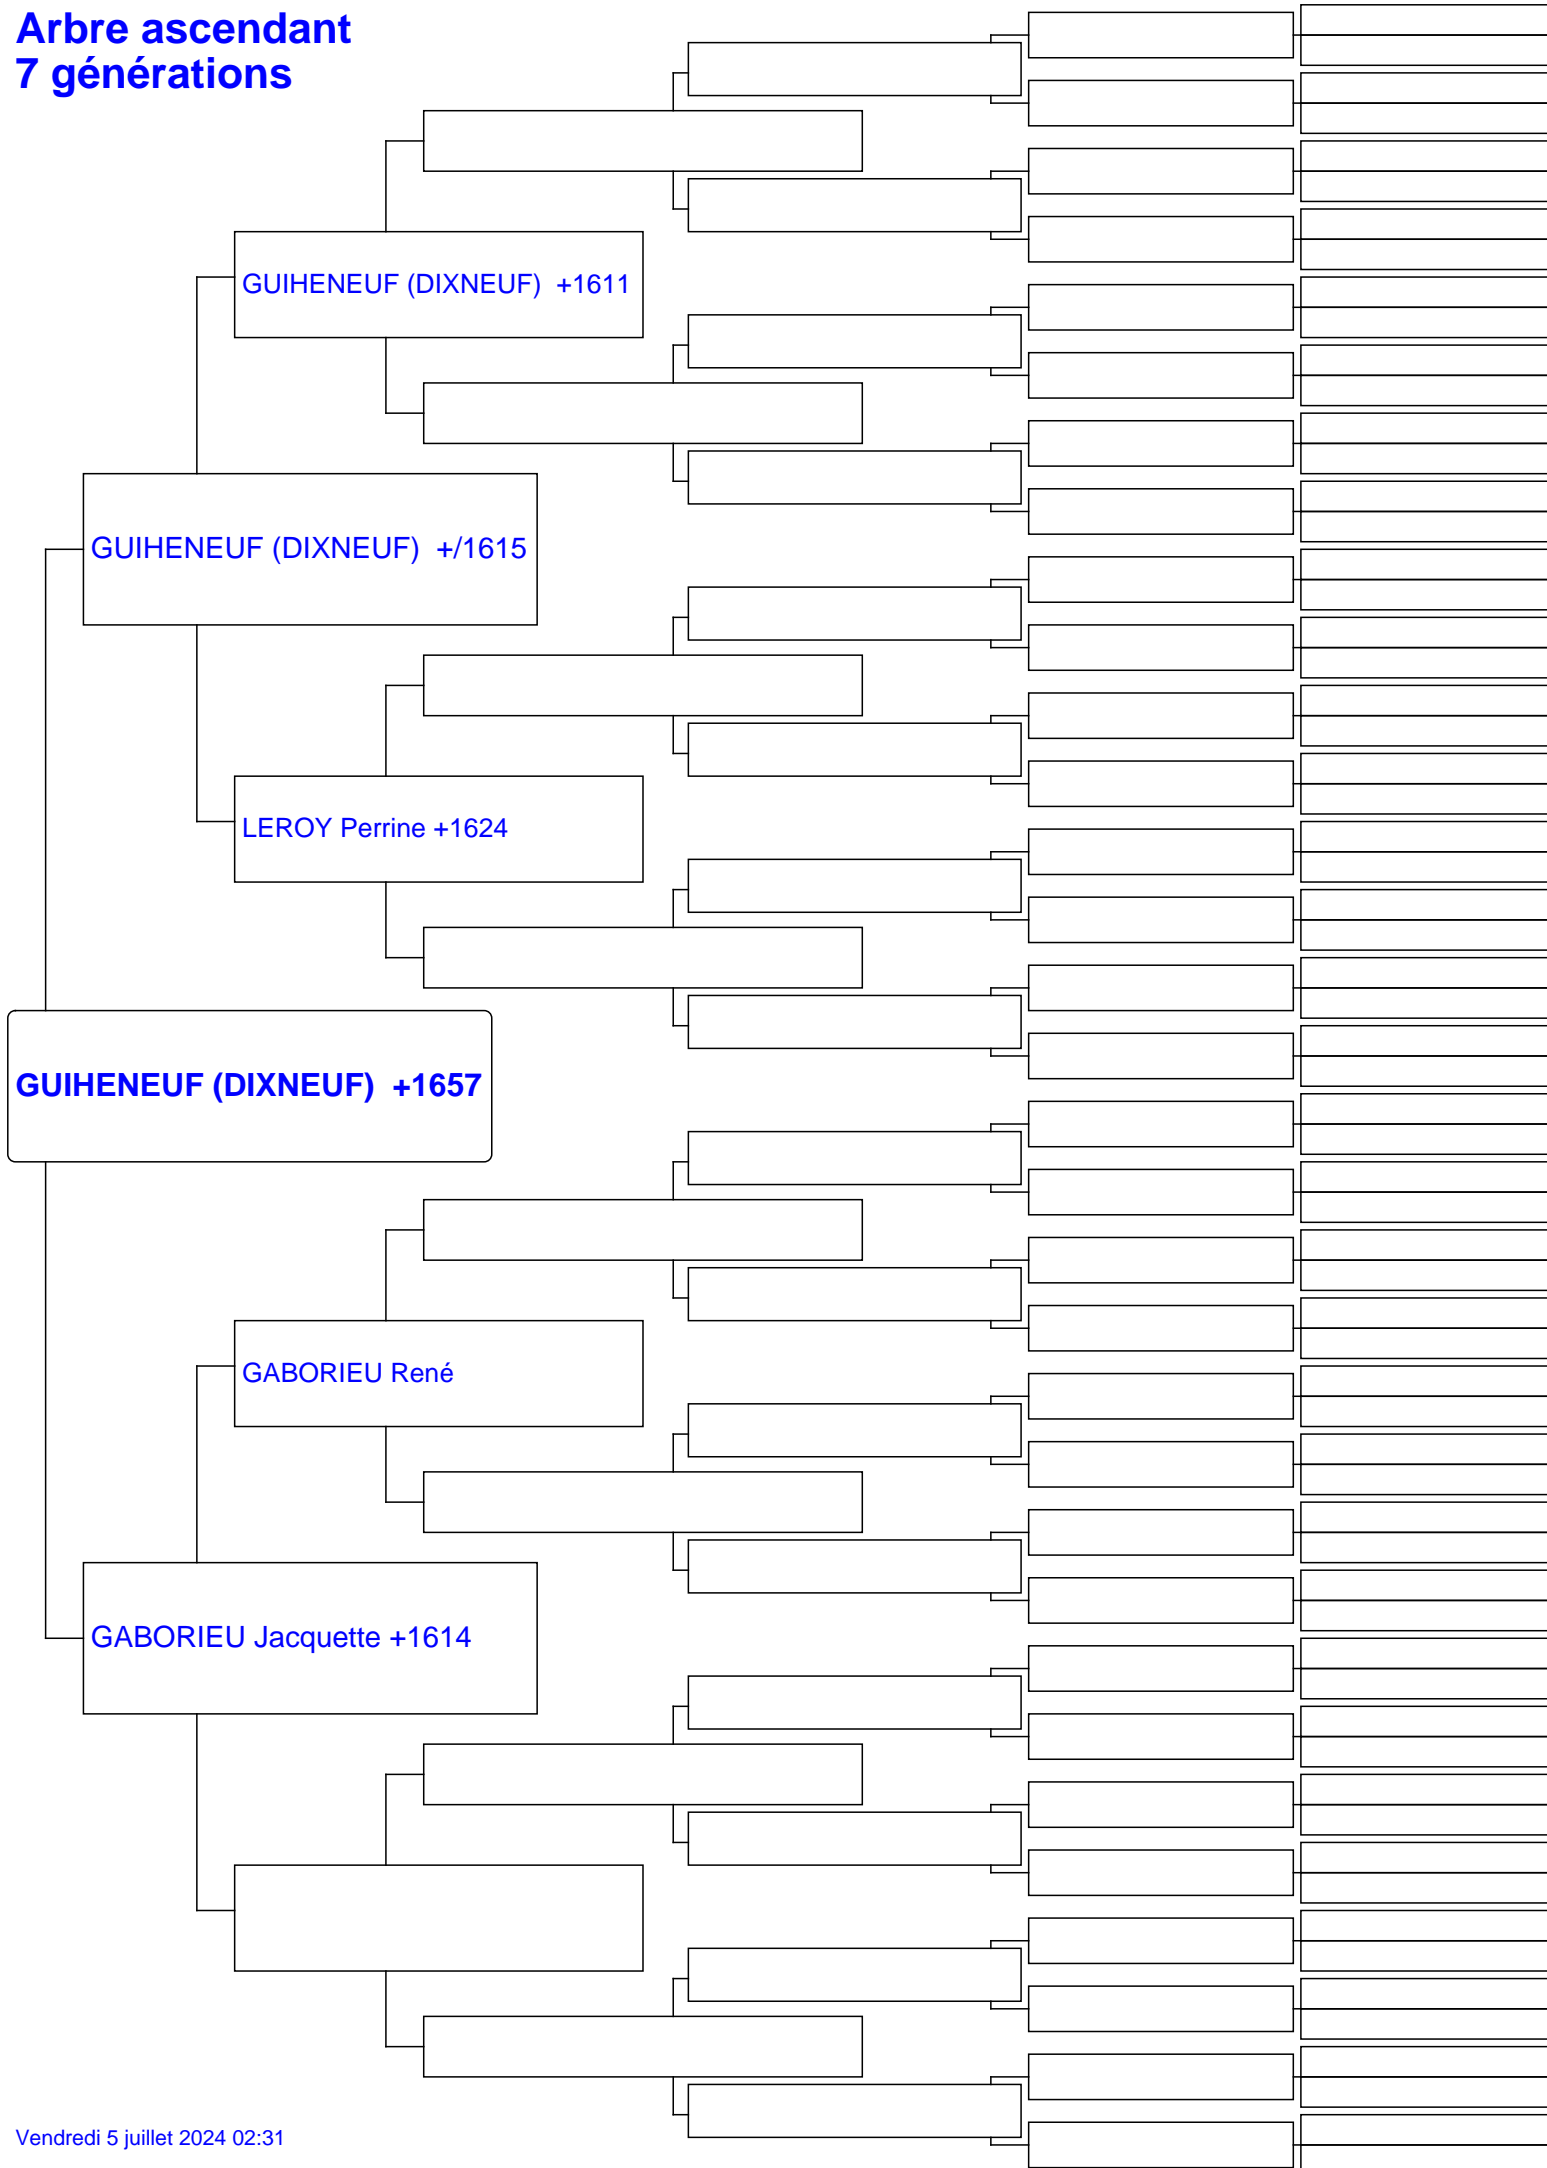 Arbre ascendant
7 générations
GUIHENEUF (DIXNEUF)  +1611
GUIHENEUF (DIXNEUF)  +/1615
LEROY Perrine +1624
GUIHENEUF (DIXNEUF)  +1657
GABORIEU René
GABORIEU Jacquette +1614
Vendredi 5 juillet 2024 02:31